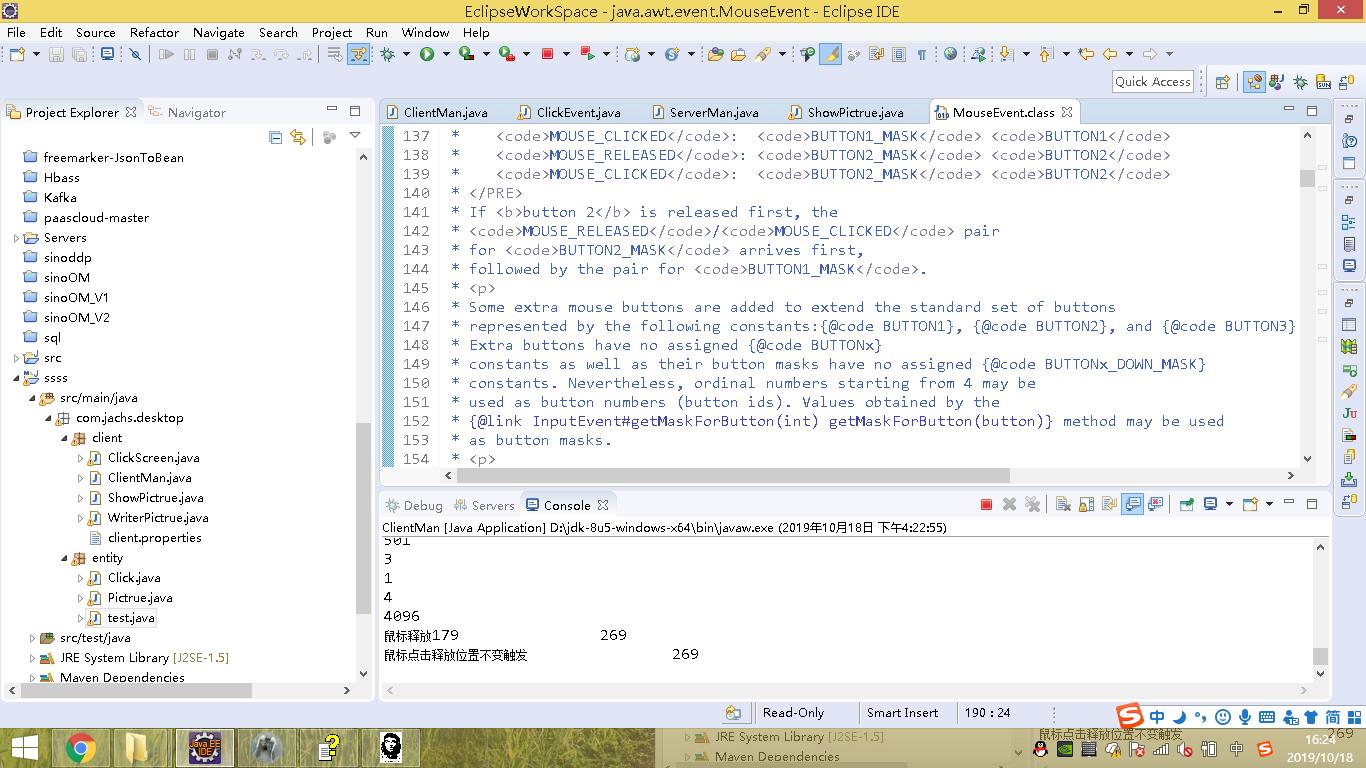 EclipseWorkSpace - java.awt.event.MouseEvent - Eclipse IDE
File Edit Source Refactor Navigate Search Project Run Window Help
Quick Access
Project Explorer Navigator
freemarker-JsonToBean
Hbass
Kafka
paascloud-master
Servers
sinoddp
sinoOM
sinoOM_V1
sinoOM_V2
sql
src
ssss
src/main/java
com.jachs.desktop
client
ClickScreen.java
ClientMan.java
ShowPictrue.java
WriterPictrue.java
client.properties
entity
Click.java
Pictrue.java
test.java
src/test/java
JRE System Library [J2SE-1.5]
Maven Dependencies
ClientMan.java ClickEvent.java ServerMan.java ShowPictrue.java MouseEvent.class
137 * <code>MOUSE_CLICKED</code>: <code>BUTTON1_MASK</code> <code>BUTTON1</code>
138 * <code>MOUSE_RELEASED</code>: <code>BUTTON2_MASK</code> <code>BUTTON2</code>
139 * <code>MOUSE_CLICKED</code>: <code>BUTTON2_MASK</code> <code>BUTTON2</code>
140 * </PRE>
141 * If <b>button 2</b> is released first, the
142 * <code>MOUSE_RELEASED</code>/<code>MOUSE_CLICKED</code> pair
143 * for <code>BUTTON2_MASK</code> arrives first,
144 * followed by the pair for <code>BUTTON1_MASK</code>.
145 * <p>
146 * Some extra mouse buttons are added to extend the standard set of buttons
147 * represented by the following constants:{@code BUTTON1}, {@code BUTTON2}, and {@code BUTTON3}
148 * Extra buttons have no assigned {@code BUTTONx}
149 * constants as well as their button masks have no assigned {@code BUTTONx_DOWN_MASK}
150 * constants. Nevertheless, ordinal numbers starting from 4 may be
151 * used as button numbers (button ids). Values obtained by the
152 * {@link InputEvent#getMaskForButton(int) getMaskForButton(button)} method may be used
153 * as button masks.
154 * <p>
Debug Servers Console
ClientMan [Java Application] D:\jdk-8u5-windows-x64\bin\javaw.exe (2019年10月18日 下午4:22:55)
501
3
1
4
4096
鼠标释放179 269
鼠标点击释放位置不变触发 269
Read-Only Smart Insert 190 : 24
中 简
JRE System Library [J2SE-1.5]
Maven Dependencies
鼠标点击释放位置不变触发 269
中
16:24
2019/10/18